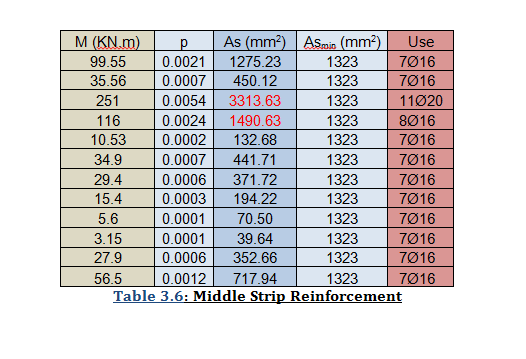 M (KN.m) p As (mm²) Asmin (mm²) Use
99.55 0.0021 1275.23 1323 7Ø16
35.56 0.0007 450.12 1323 7Ø16
251 0.0054 3313.63 1323 11Ø20
116 0.0024 1490.63 1323 8Ø16
10.53 0.0002 132.68 1323 7Ø16
34.9 0.0007 441.71 1323 7Ø16
29.4 0.0006 371.72 1323 7Ø16
15.4 0.0003 194.22 1323 7Ø16
5.6 0.0001 70.50 1323 7Ø16
3.15 0.0001 39.64 1323 7Ø16
27.9 0.0006 352.66 1323 7Ø16
56.5 0.0012 717.94 1323 7Ø16
Table 3.6: Middle Strip Reinforcement